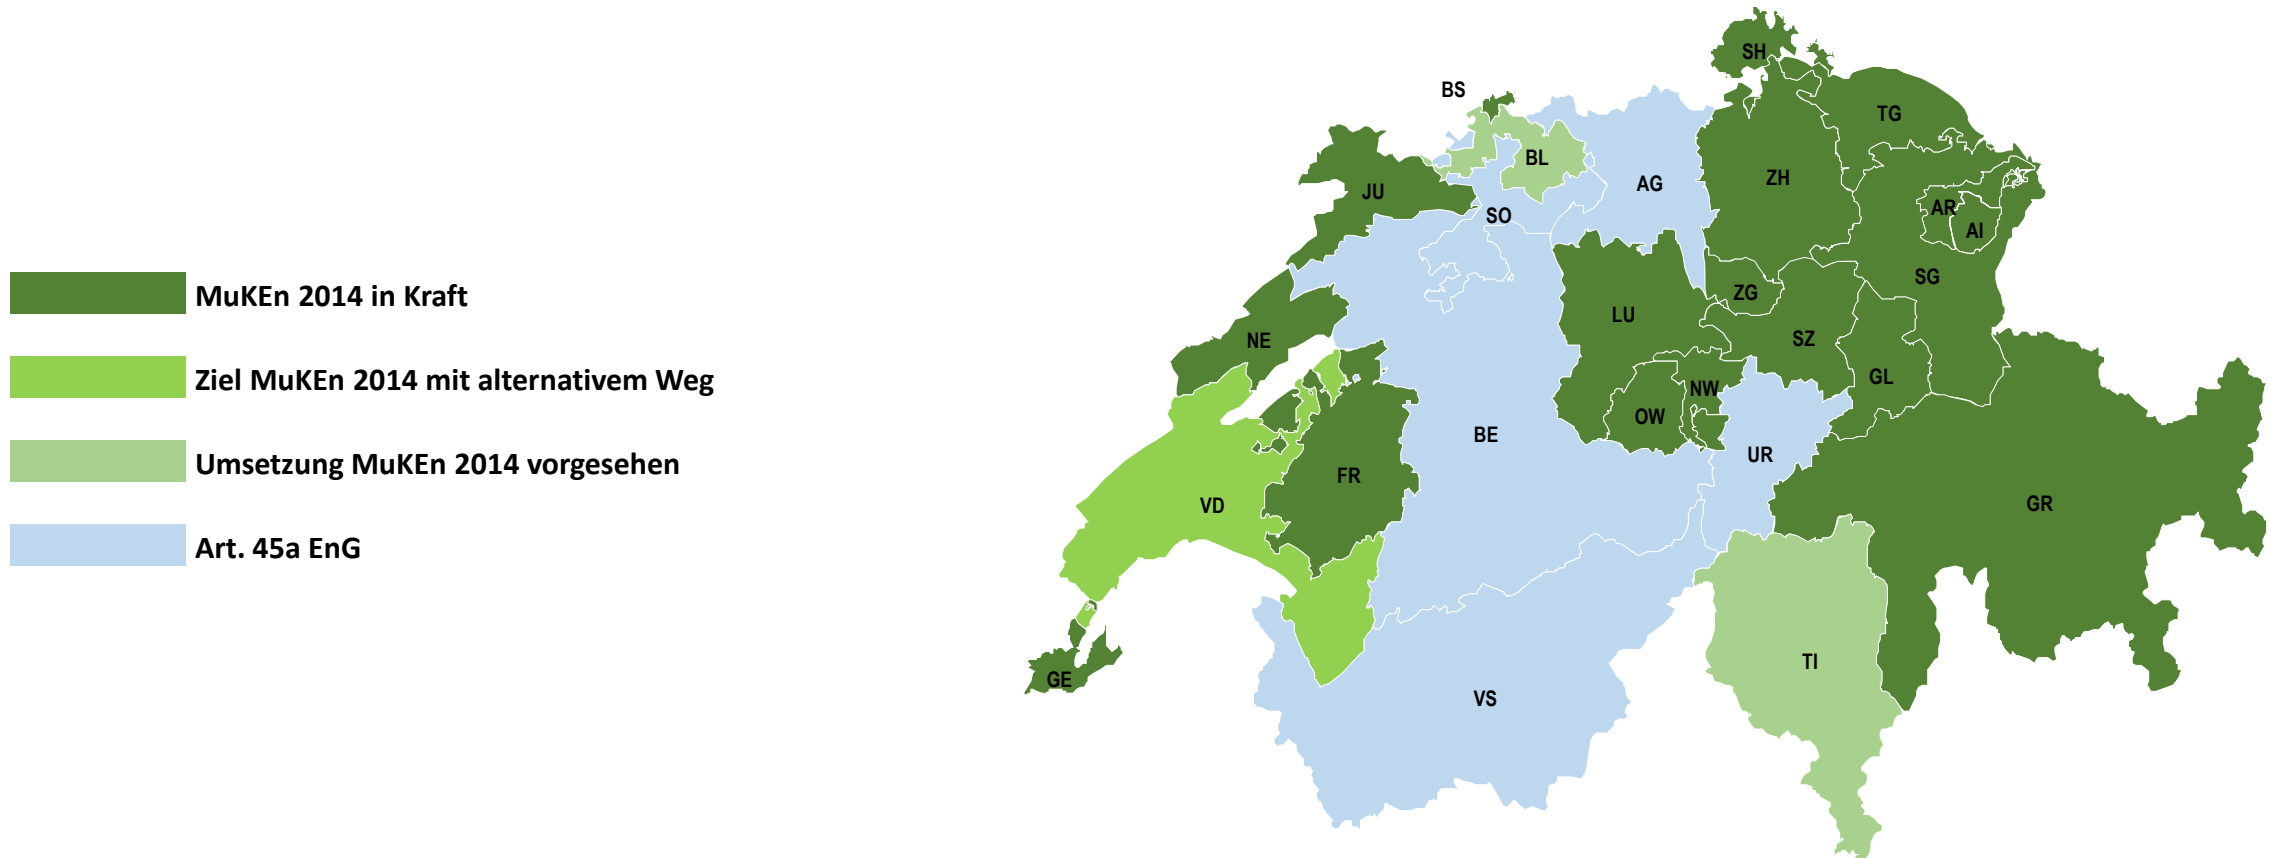 MuKEn 2014 in Kraft
Ziel MuKEn 2014 mit alternativem Weg
Umsetzung MuKEn 2014 vorgesehen
Art. 45a EnG
SH
BS
TG
BL
ZH
AG
JU
AR
SO
AI
SG
ZG
LU
NE
SZ
GL
NW
OW
BE
UR
FR
GR
VD
TI
GE
VS